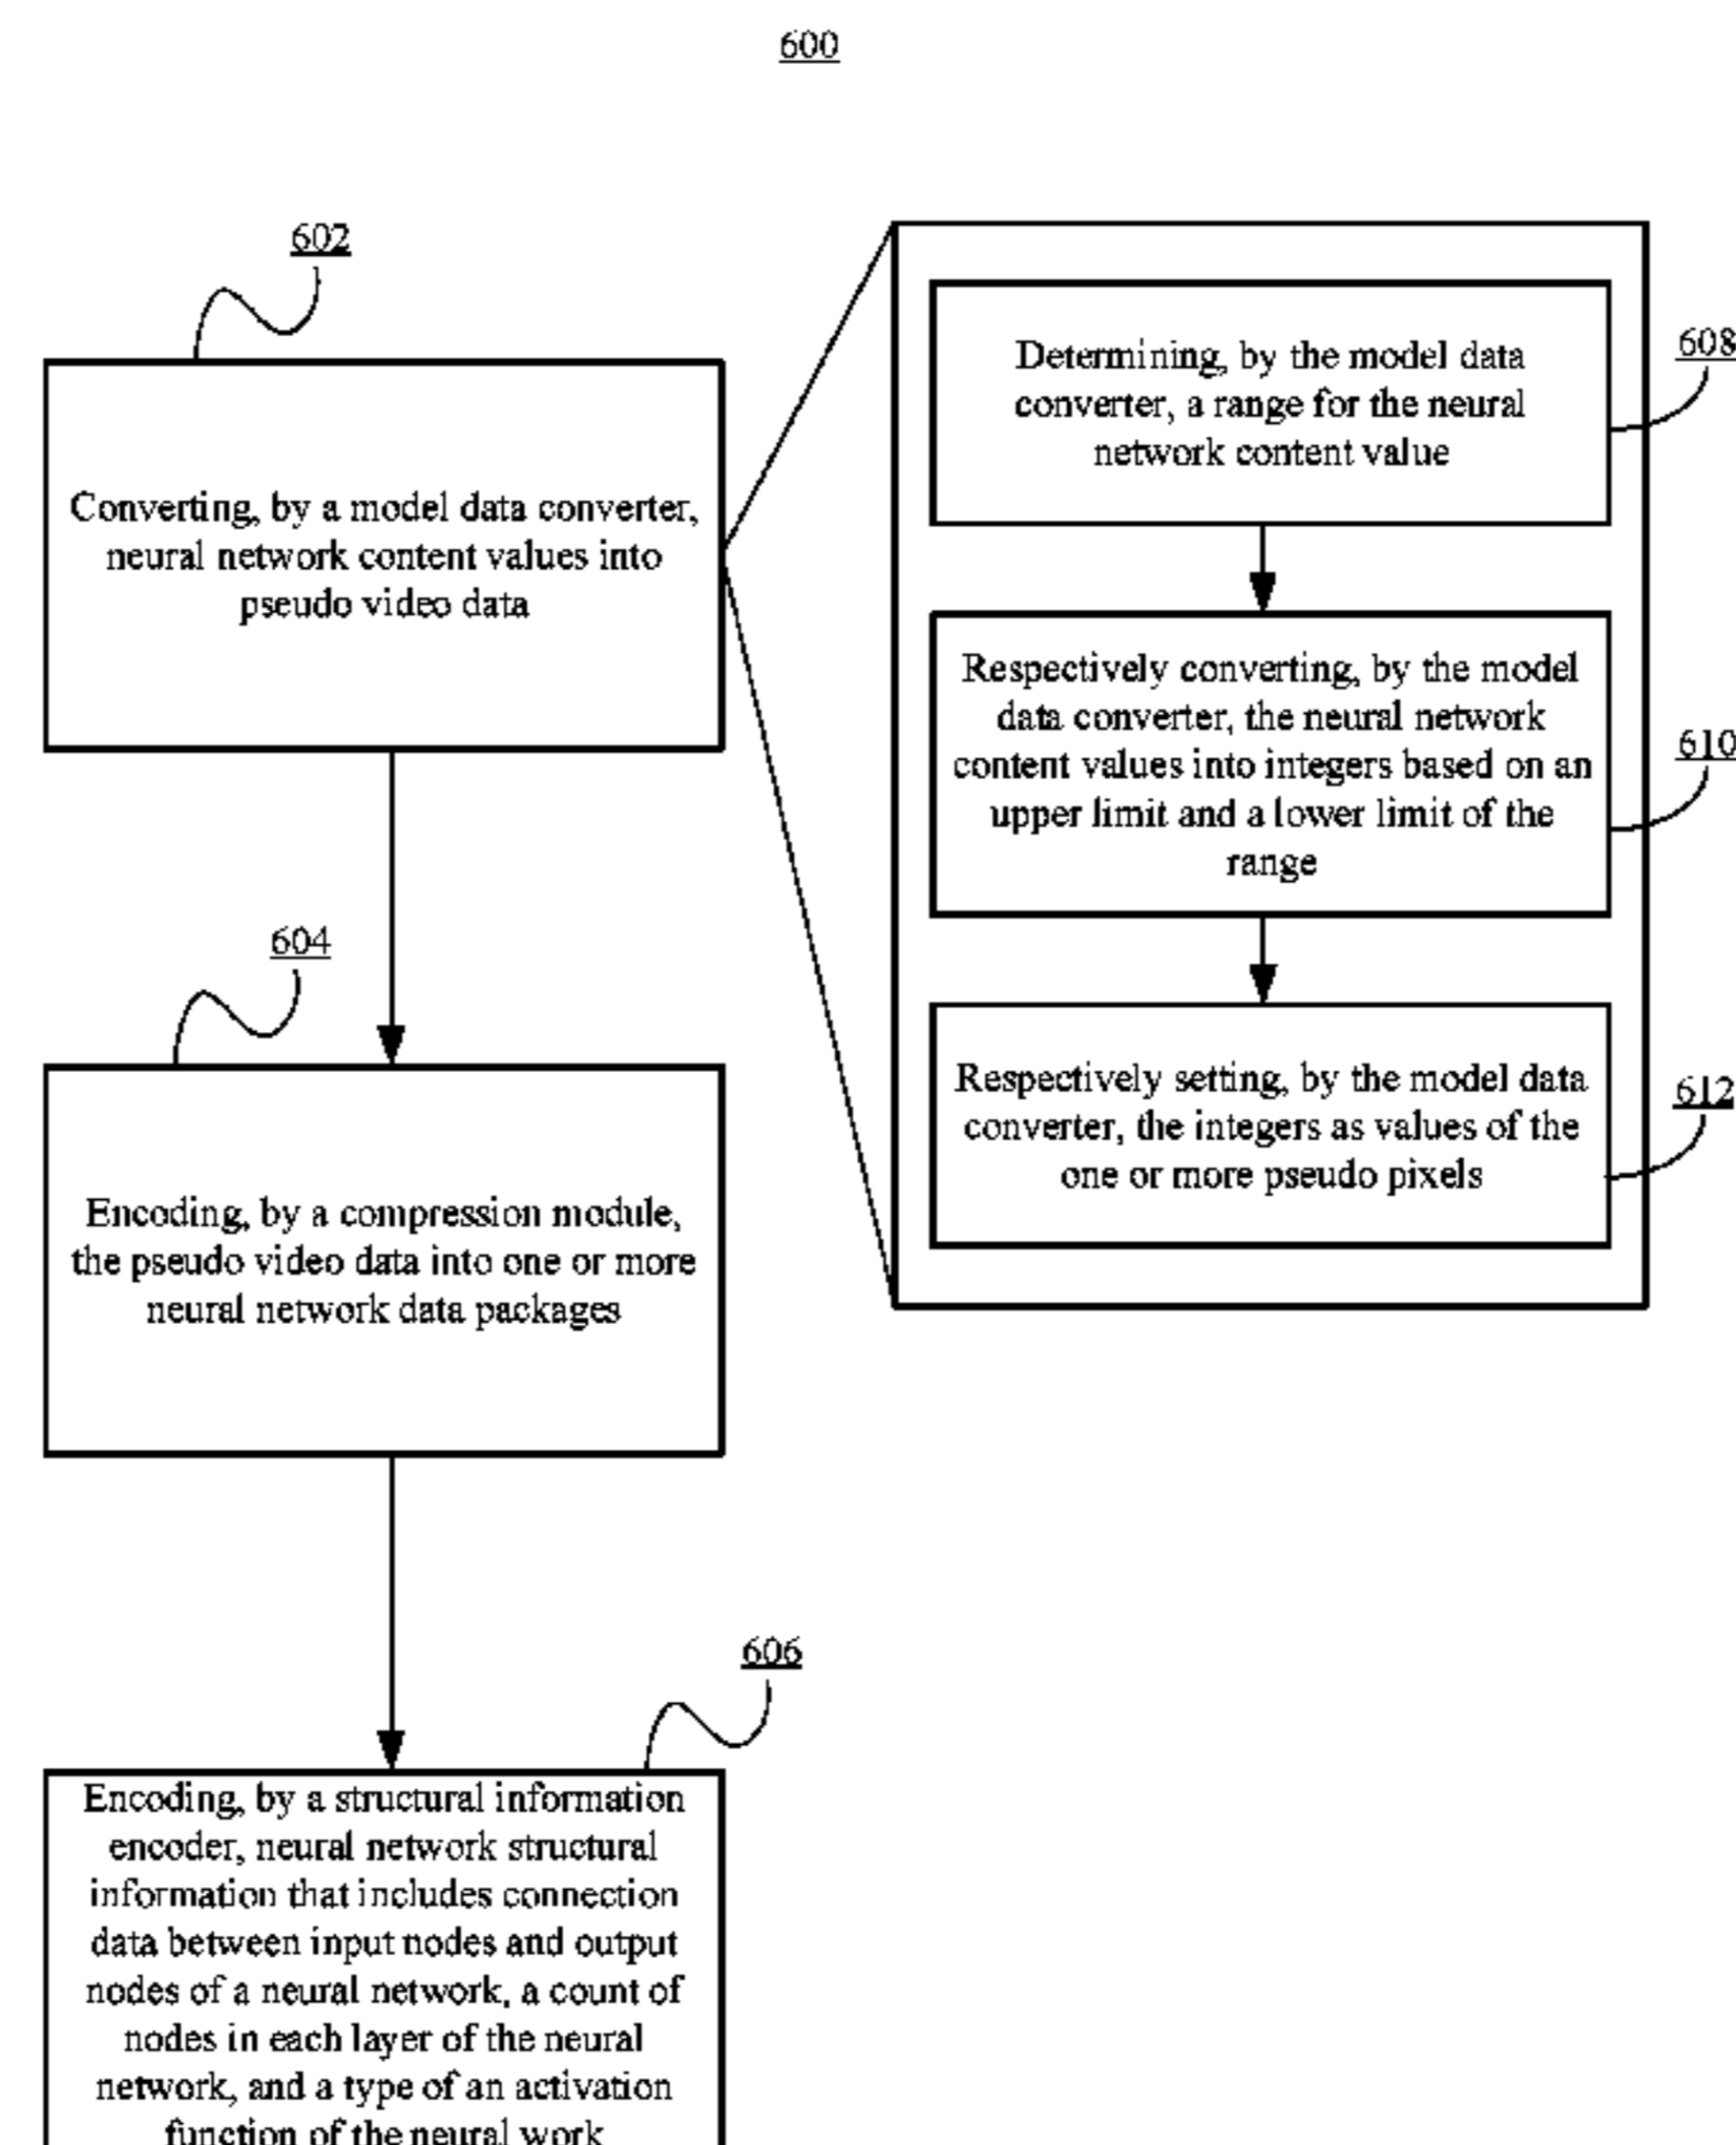 600
602
Converting, by a model data converter,
neural network content values into
pseudo video data
604
Encoding, by a compression module,
the pseudo video data into one or more
neural network data packages
606
Encoding, by a structural information
encoder, neural network structural
information that includes connection
data between input nodes and output
nodes of a neural network, a count of
nodes in each layer of the neural
network, and a type of an activation
function of the neural work
608
Determining, by the model data
converter, a range for the neural
network content value
610
Respectively converting, by the model
data converter, the neural network
content values into integers based on an
upper limit and a lower limit of the
range
612
Respectively setting, by the model data
converter, the integers as values of the
one or more pseudo pixels